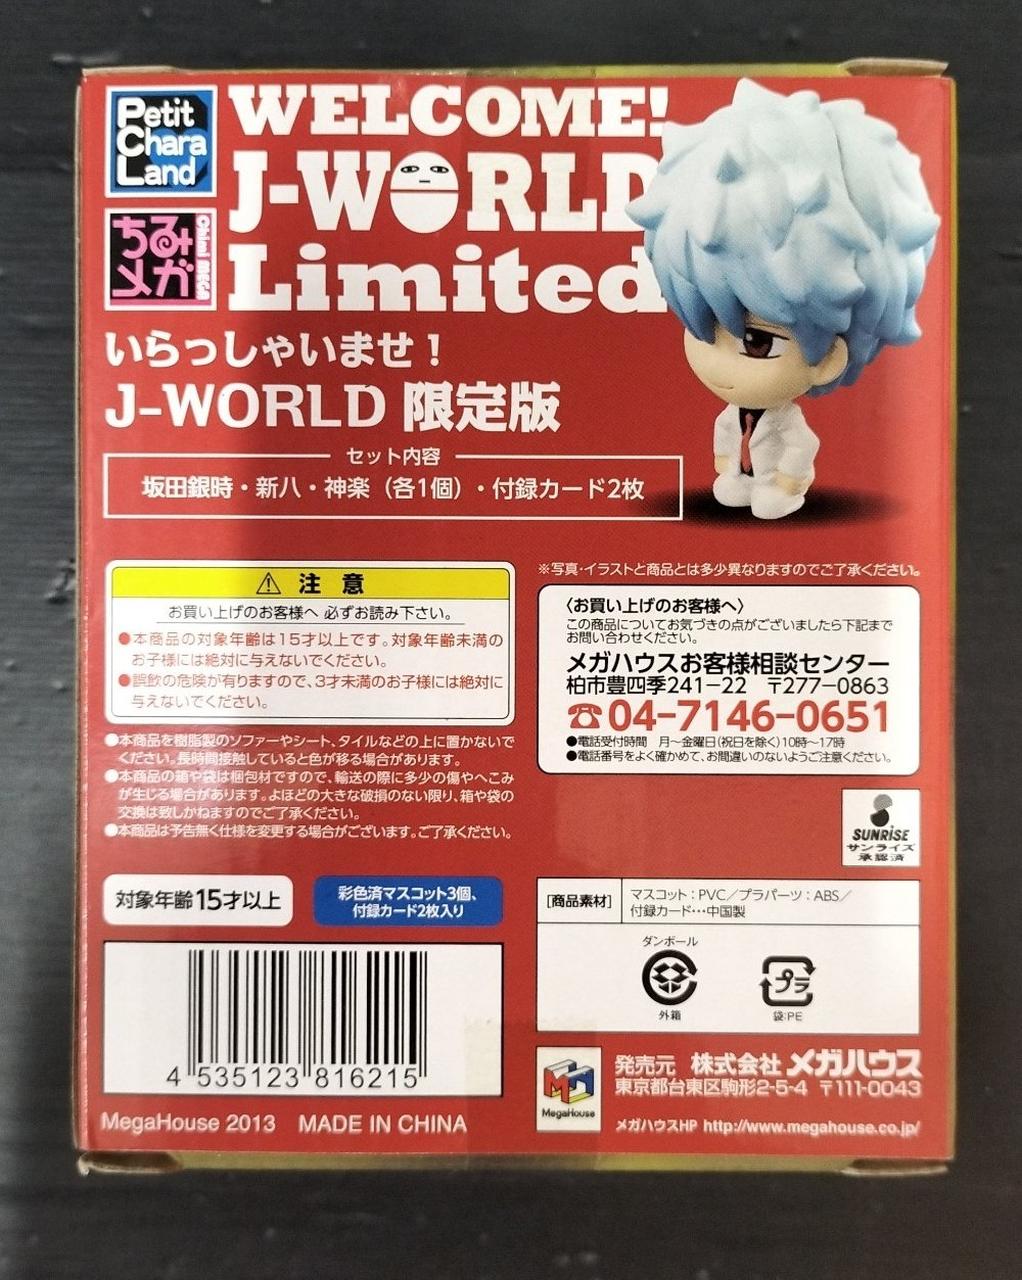 Petit
Chara
Land
WELCOME!
J-WORLD
Limited
ちみ
メガ
Chimi MEGA
いらっしゃいませ！
J-WORLD 限定版
セット内容
坂田銀時・新八・神楽（各1個）・付録カード2枚
注 意
お買い上げのお客様へ 必ずお読み下さい。
●本商品の対象年齢は15才以上です。対象年齢未満の
お子様には絶対に与えないでください。
●誤飲の危険が有りますので、3才未満のお子様には絶対に
与えないでください。
●本商品を樹脂製のソファーやシート、タイルなどの上に置かないで
ください。長時間接触していると色が移る場合があります。
●本商品の箱や袋は梱包材ですので、輸送の際に多少の傷やへこみ
が生じる場合があります。よほどの大きな破損のない限り、箱や袋の
交換は致しかねますのでご了承ください。
●本商品は予告無く仕様を変更する場合がございます。ご了承ください。
※写真・イラストと商品とは多少異なりますのでご了承ください。
〈お買い上げのお客様へ〉
この商品についてお気づきの点がございましたら下記まで
お問い合わせください。
メガハウスお客様相談センター
柏市豊四季241-22 〒277-0863
☎04-7146-0651
●電話受付時間 月〜金曜日(祝日を除く)10時〜17時
●電話番号をよく確かめて、お間違いのないようご注意ください。
SUNRISE
サンライズ
承認済
対象年齢15才以上
彩色済マスコット3個、
付録カード2枚入り
[商品素材]
マスコット：PVC／プラパーツ：ABS／
付録カード…中国製
ダンボール
外箱
プラ
袋:PE
4 535123 816215
MegaHouse 2013 MADE IN CHINA
MegaHouse
発売元 株式会社 メガハウス
東京都台東区駒形2-5-4 〒111-0043
メガハウスHP http://www.megahouse.co.jp/